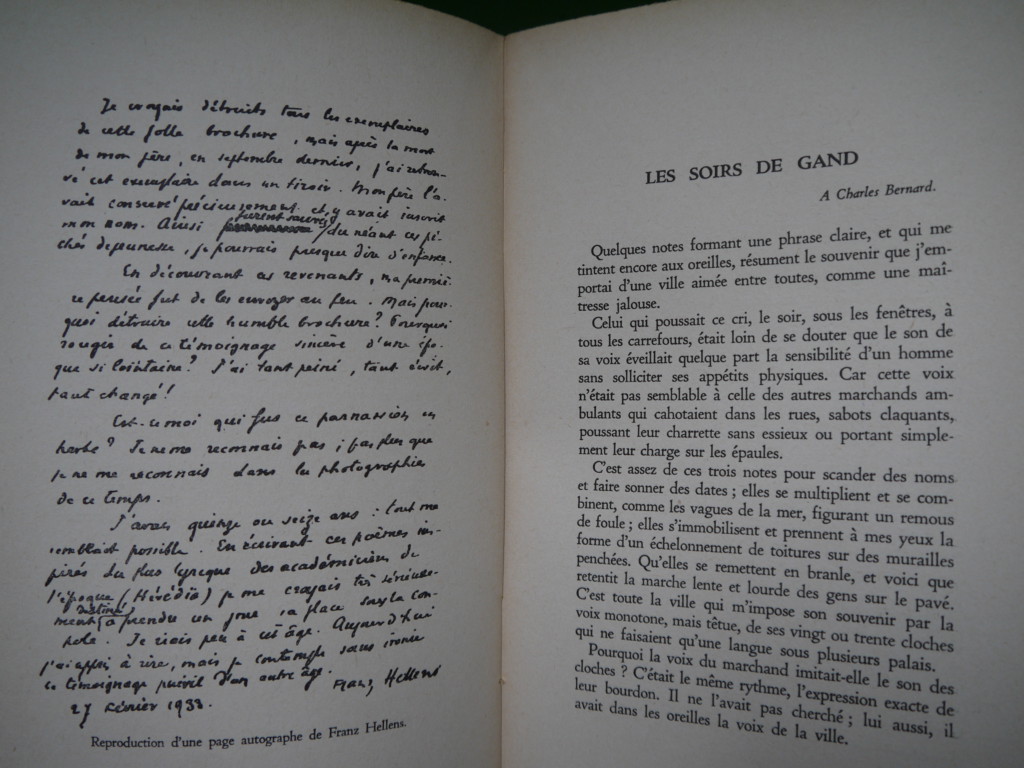 Je croyais détruits tous les exemplaires
de cette folle brochure, mais après la mort
de mon père, en septembre dernier, j'ai retrou-
vé cet exemplaire dans un tiroir. Mon père l'a-
vait conservé précieusement et y avait inscrit
mon nom. Ainsi furent sauvés du néant ces pé-
chés de jeunesse, je pourrais presque dire d'enfance.
En découvrant ces revenants, ma premiè-
re pensée fut de les envoyer au feu. Mais pour-
quoi détruire cette humble brochure? Pourquoi
rougir de ce témoignage sincère d'une épo-
que si lointaine? J'ai tant peiné, tant écrit,
tant changé!
Est-ce moi qui fus ce parnassien en
herbe? Je ne me reconnais pas; pas plus que
je ne me reconnais dans la photographie
de ce temps.
J'avais quinze ou seize ans : tout me
semblait possible. En écrivant ces poèmes ins-
pirés du plus lyrique des académiciens de
l'époque (Hérédia) je me croyais très sérieuse-
ment destiné à prendre un jour sa place sous la cou-
pole. Je riais peu à cet âge. Aujourd'hui
j'ai appris à rire, mais je contemple sans ironie
ce témoignage puéril d'un autre âge.
Franz Hellens
27 février 1933.
Reproduction d'une page autographe de Franz Hellens.
LES SOIRS DE GAND
A Charles Bernard.
Quelques notes formant une phrase claire, et qui me
tintent encore aux oreilles, résument le souvenir que j'em-
portai d'une ville aimée entre toutes, comme une maî-
tresse jalouse.
Celui qui poussait ce cri, le soir, sous les fenêtres, à
tous les carrefours, était loin de se douter que le son de
sa voix éveillait quelque part la sensibilité d'un homme
sans solliciter ses appétits physiques. Car cette voix
n'était pas semblable à celle des autres marchands am-
bulants qui cahotaient dans les rues, sabots claquants,
poussant leur charrette sans essieux ou portant simple-
ment leur charge sur les épaules.
C'est assez de ces trois notes pour scander des noms
et faire sonner des dates ; elles se multiplient et se com-
binent, comme les vagues de la mer, figurant un remous
de foule ; elles s'immobilisent et prennent à mes yeux la
forme d'un échelonnement de toitures sur des murailles
penchées. Qu'elles se remettent en branle, et voici que
retentit la marche lente et lourde des gens sur le pavé.
C'est toute la ville qui m'impose son souvenir par la
voix monotone, mais têtue, de ses vingt ou trente cloches
qui ne faisaient qu'une langue sous plusieurs palais.
Pourquoi la voix du marchand imitait-elle le son des
cloches ? C'était le même rythme, l'expression exacte de
leur bourdon. Il ne l'avait pas cherché ; lui aussi, il
avait dans les oreilles la voix de la ville.